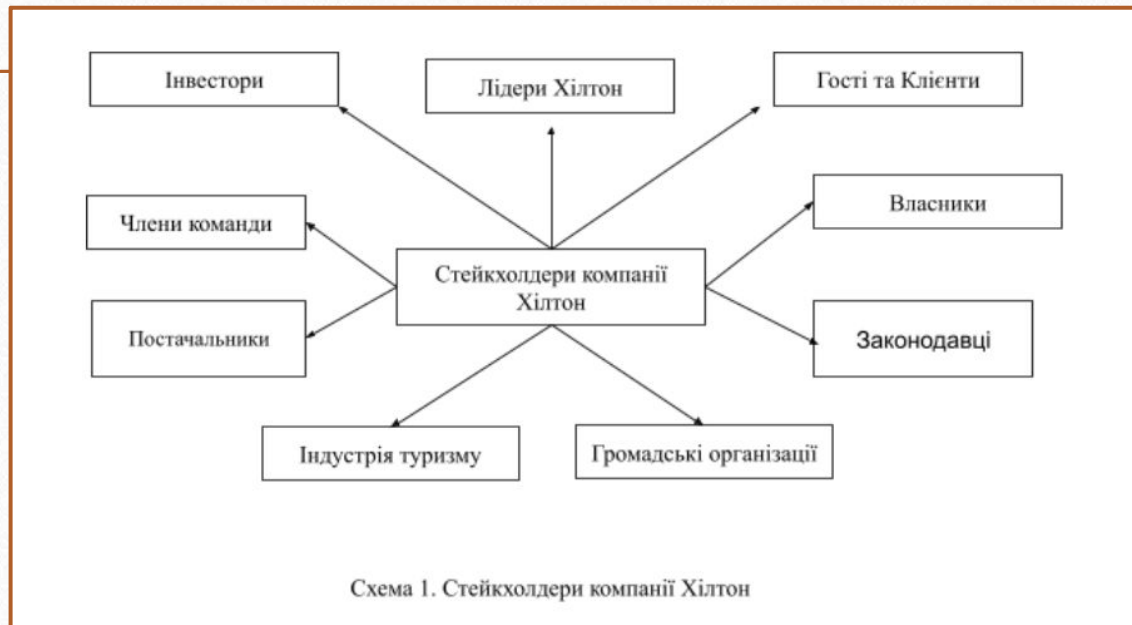 Інвестори
Лідери Хілтон
Гості та Клієнти
Члени команди
Власники
Стейкхолдери компанії
Хілтон
Постачальники
Законодавці
Індустрія туризму
Громадські організації
Схема 1. Стейкхолдери компанії Хілтон